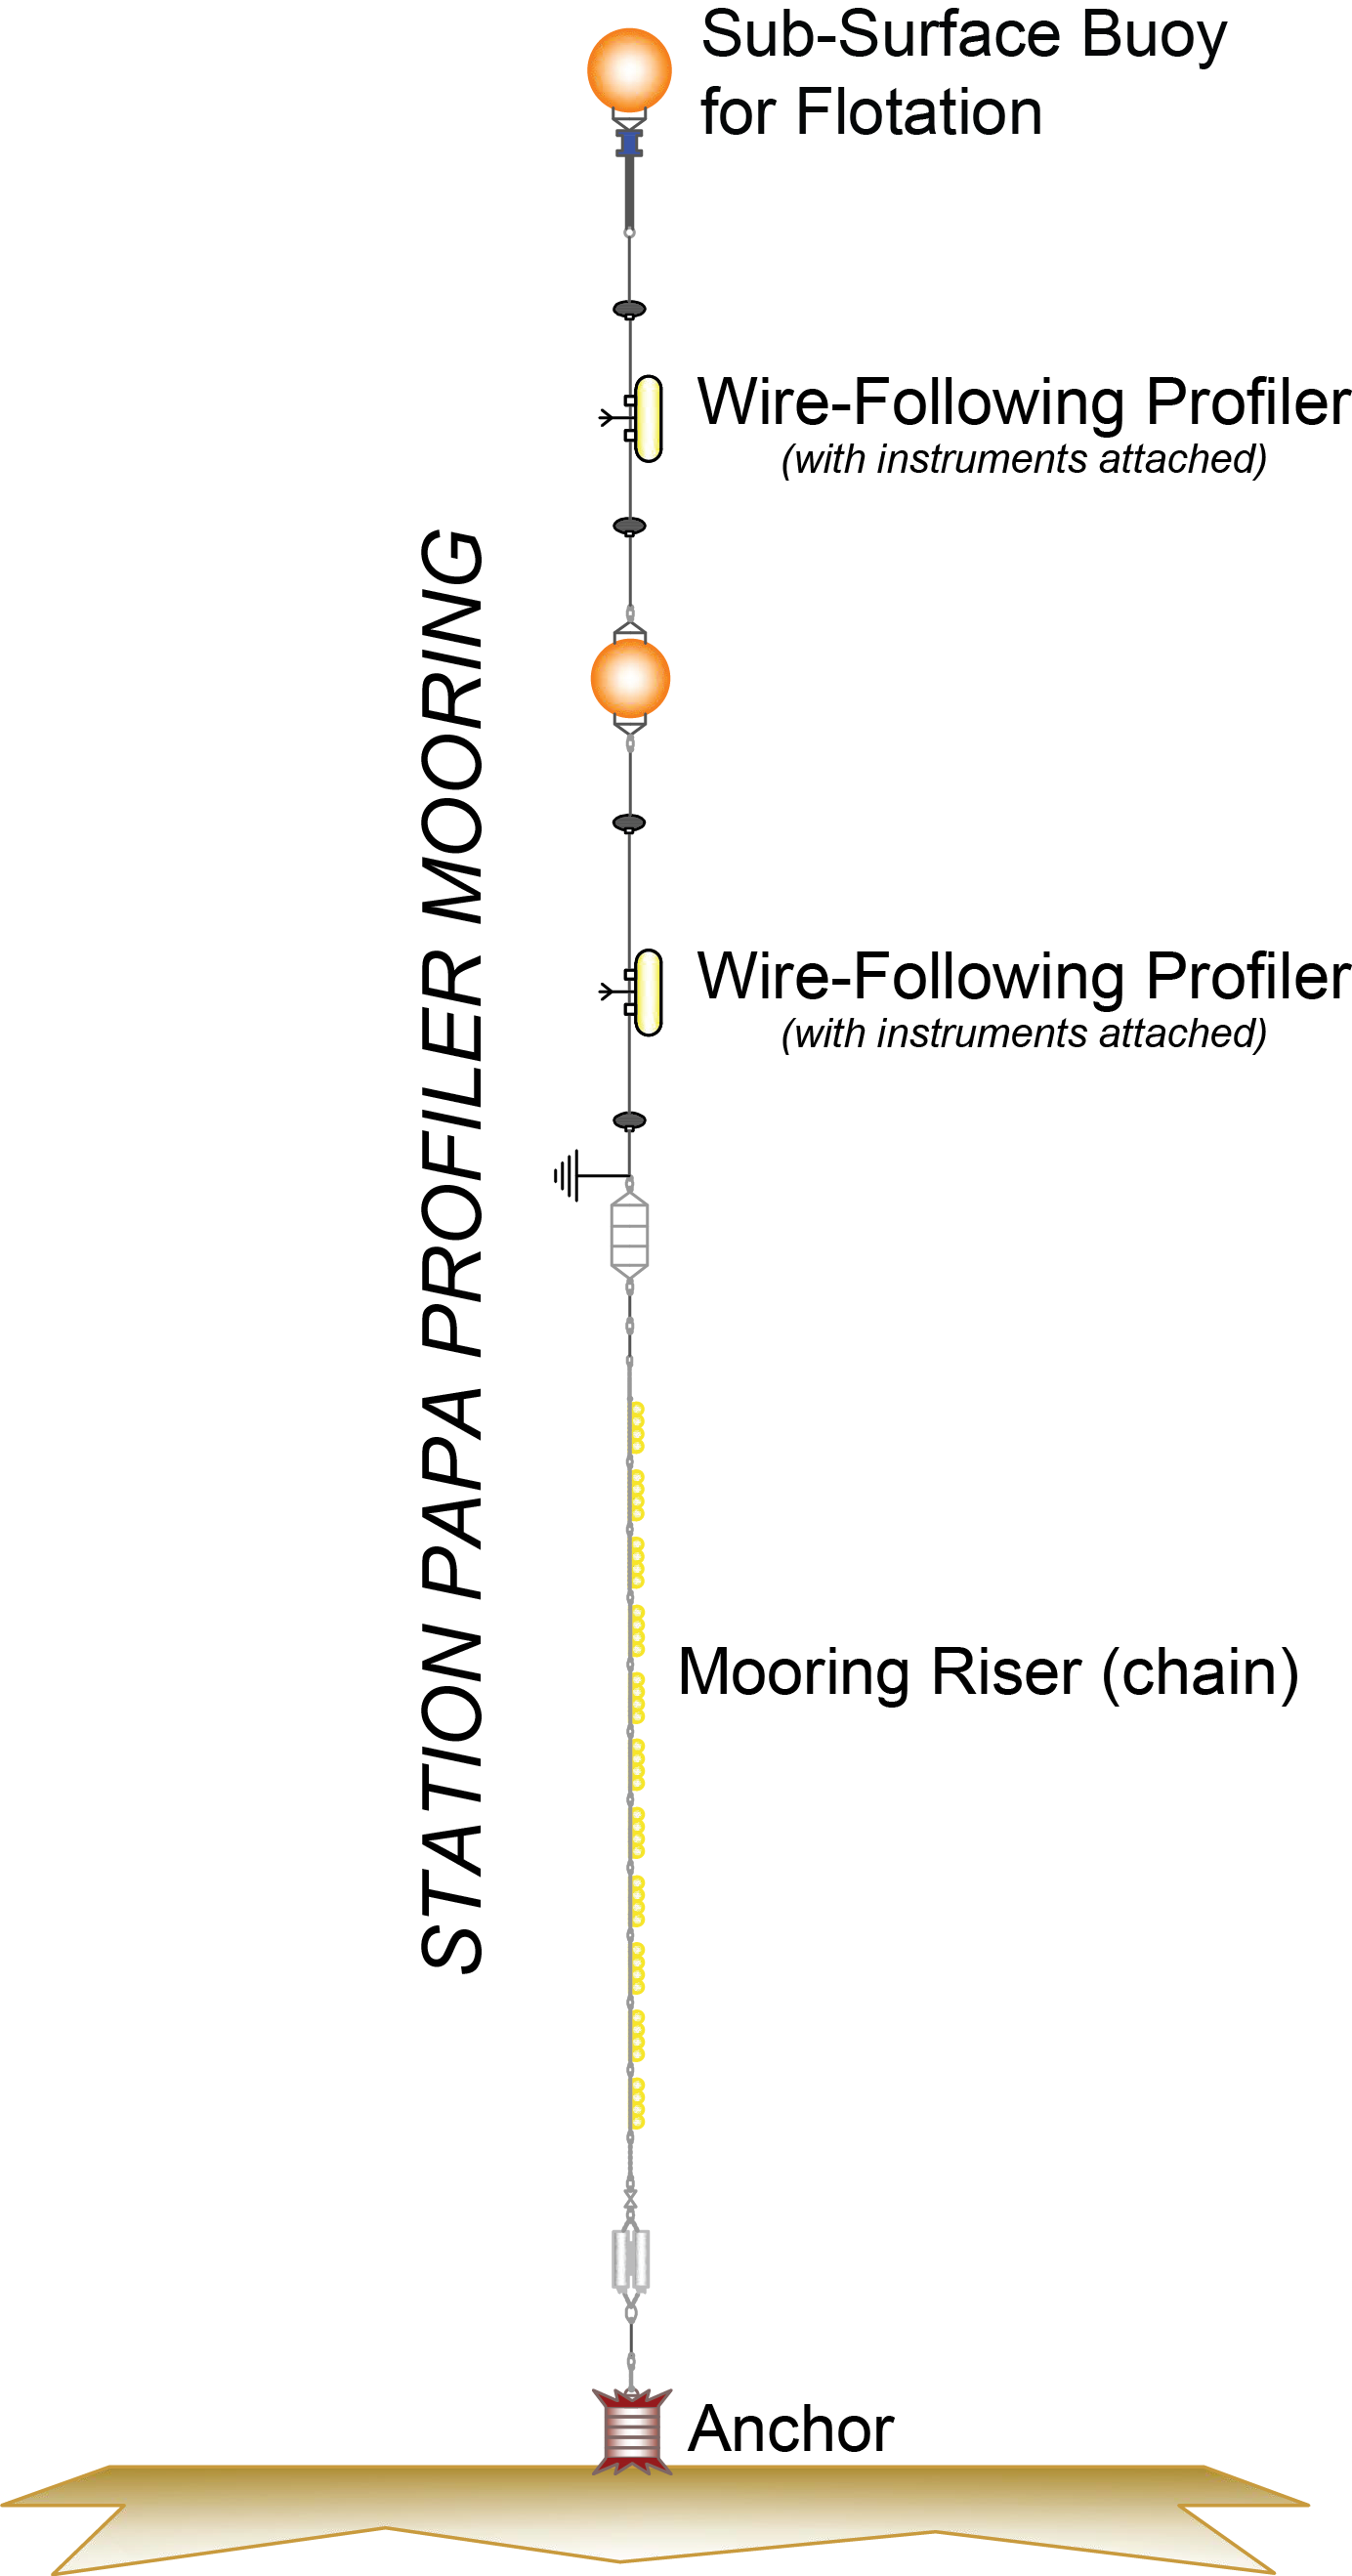 Sub-Surface Buoy
for Flotation
Wire-Following Profiler
(with instruments attached)
STATION PAPA PROFILER MOORING
Wire-Following Profiler
(with instruments attached)
Mooring Riser (chain)
Anchor